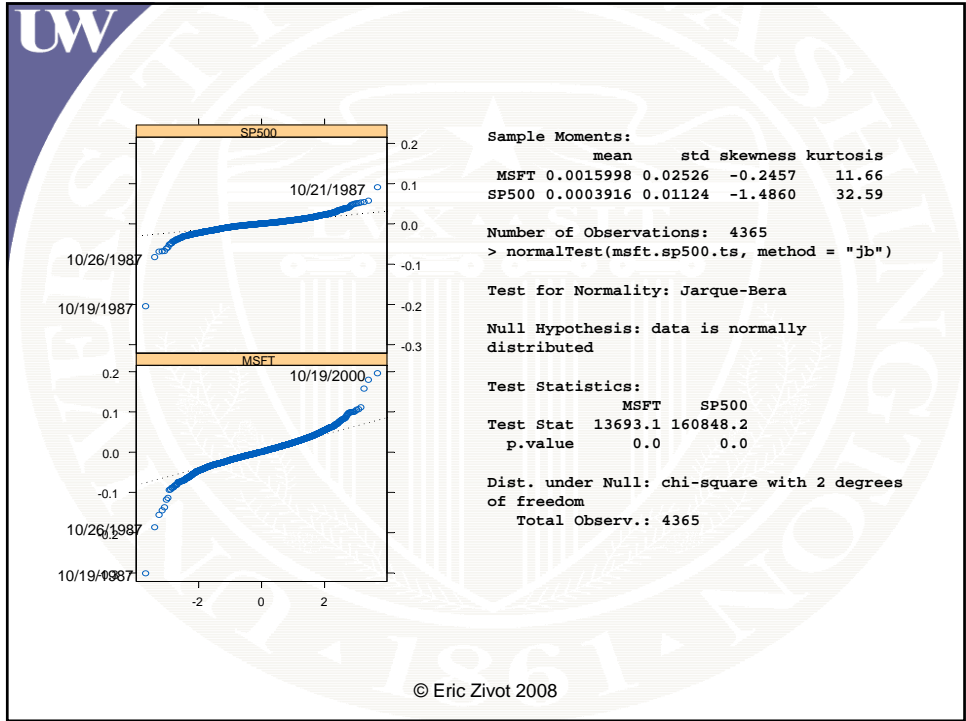 UW
SP500
0.2
10/21/1987
0.1
0.0
10/26/1987
-0.1
10/19/1987
-0.2
-0.3
MSFT
0.2
10/19/2000
0.1
0.0
-0.1
10/26/1987
-0.2
10/19/1987
-0.3
-2 0 2
Sample Moments:
mean std skewness kurtosis
MSFT 0.0015998 0.02526 -0.2457 11.66
SP500 0.0003916 0.01124 -1.4860 32.59
Number of Observations: 4365
> normalTest(msft.sp500.ts, method = "jb")
Test for Normality: Jarque-Bera
Null Hypothesis: data is normally
distributed
Test Statistics:
MSFT SP500
Test Stat 13693.1 160848.2
p.value 0.0 0.0
Dist. under Null: chi-square with 2 degrees
of freedom
Total Observ.: 4365
1861
© Eric Zivot 2008